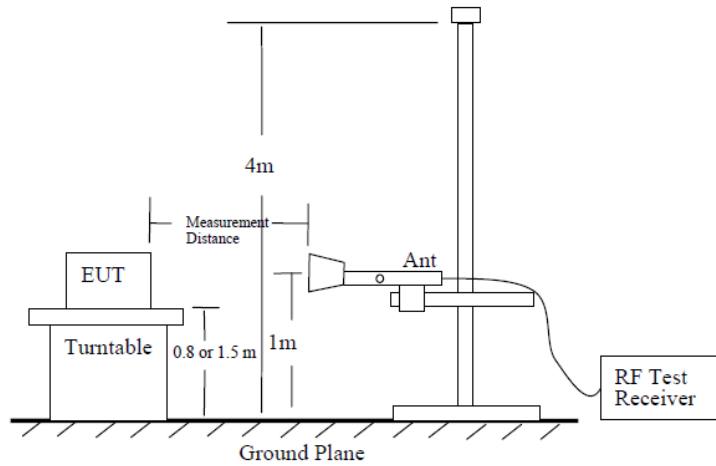 4m
Measurement
Distance
EUT
Ant
Turntable
0.8 or 1.5 m
1m
RF Test
Receiver
Ground Plane